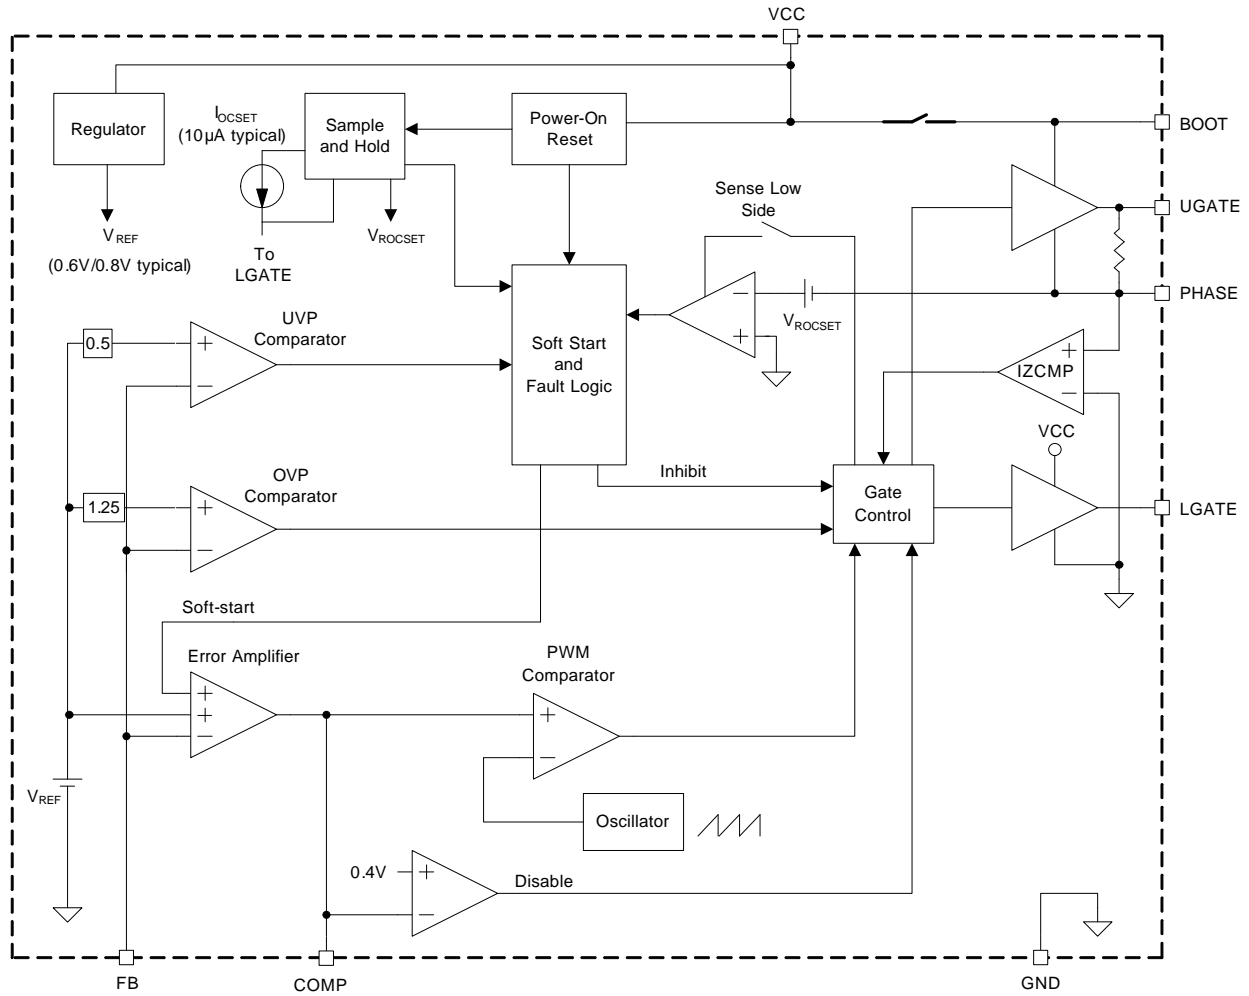 VCC
Regulator
I_OCSET
(10µA typical)
Sample
and Hold
Power-On
Reset
BOOT
Sense Low
Side
UGATE
V_REF
(0.6V/0.8V typical)
To
LGATE
V_ROCSET
PHASE
V_ROCSET
UVP
Comparator
0.5
+
−
Soft Start
and
Fault Logic
−
+
+
IZCMP
−
VCC
OVP
Comparator
1.25
+
−
Inhibit
Gate
Control
LGATE
Soft-start
Error Amplifier
+
+
−
PWM
Comparator
+
−
V_REF
Oscillator
0.4V
+
−
Disable
FB
COMP
GND